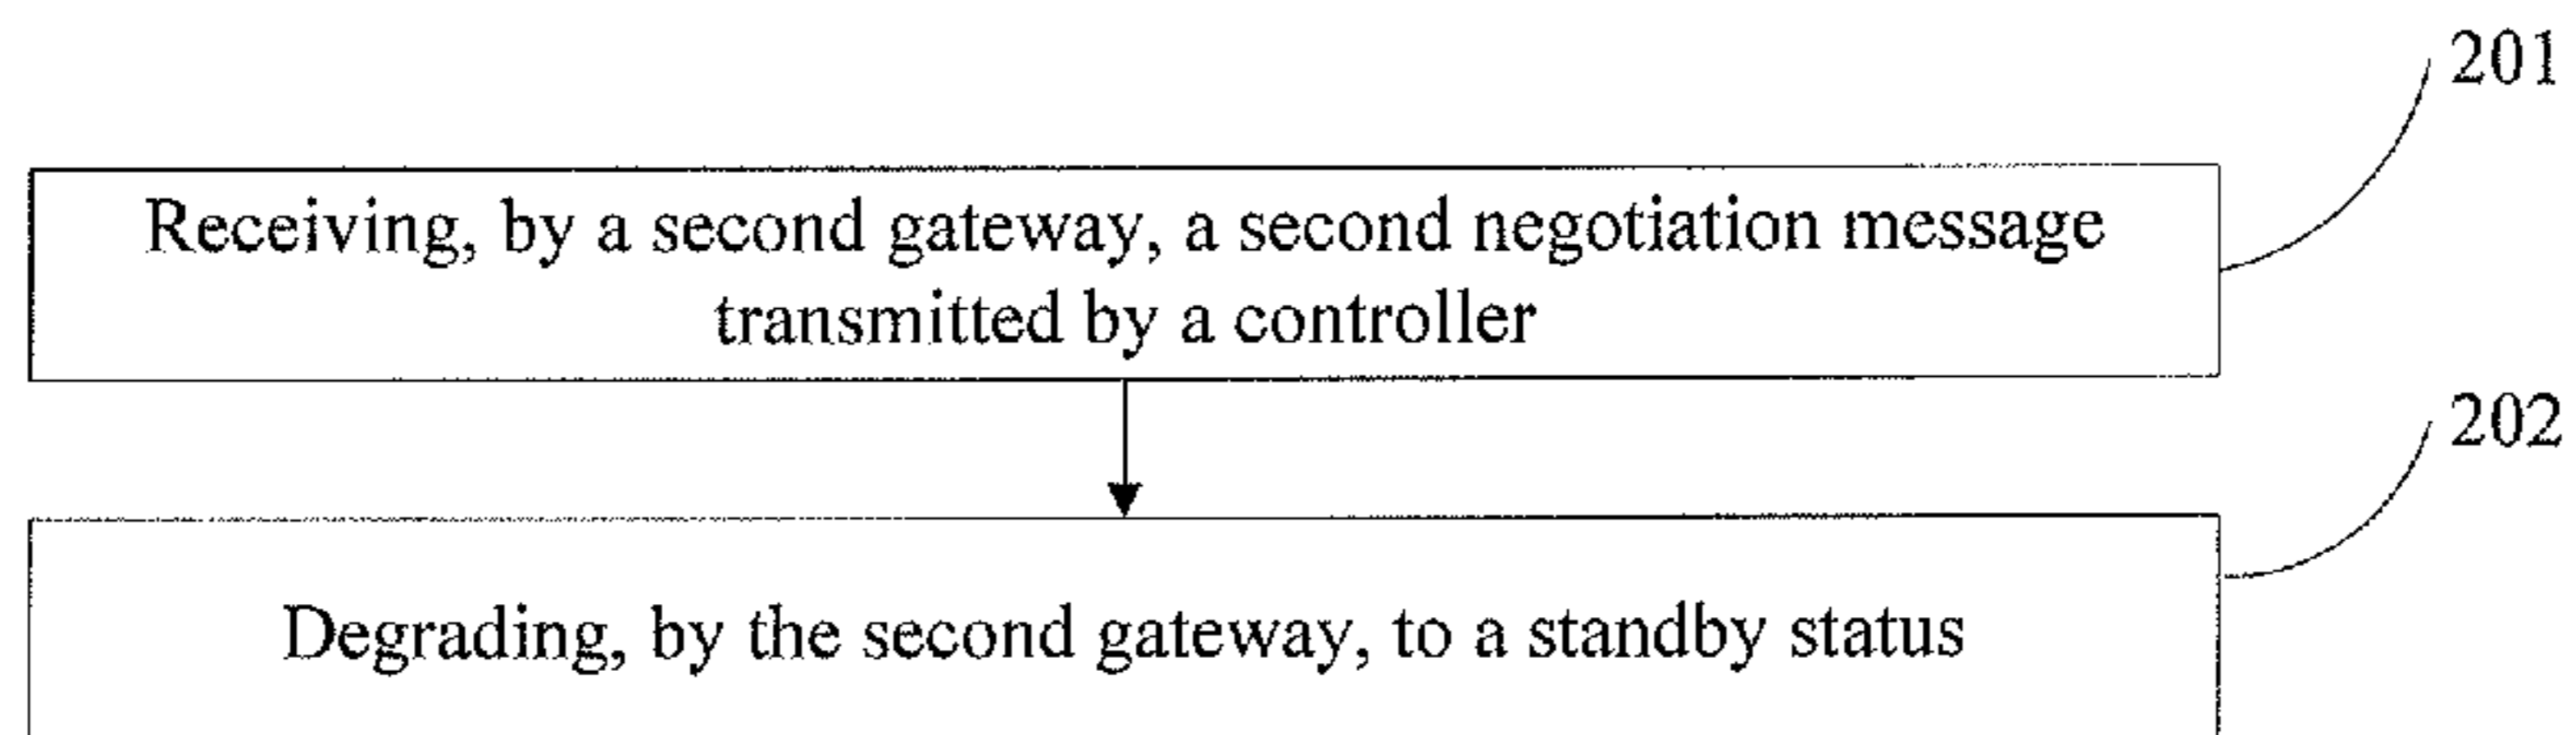 201
Receiving, by a second gateway, a second negotiation message
transmitted by a controller
202
Degrading, by the second gateway, to a standby status